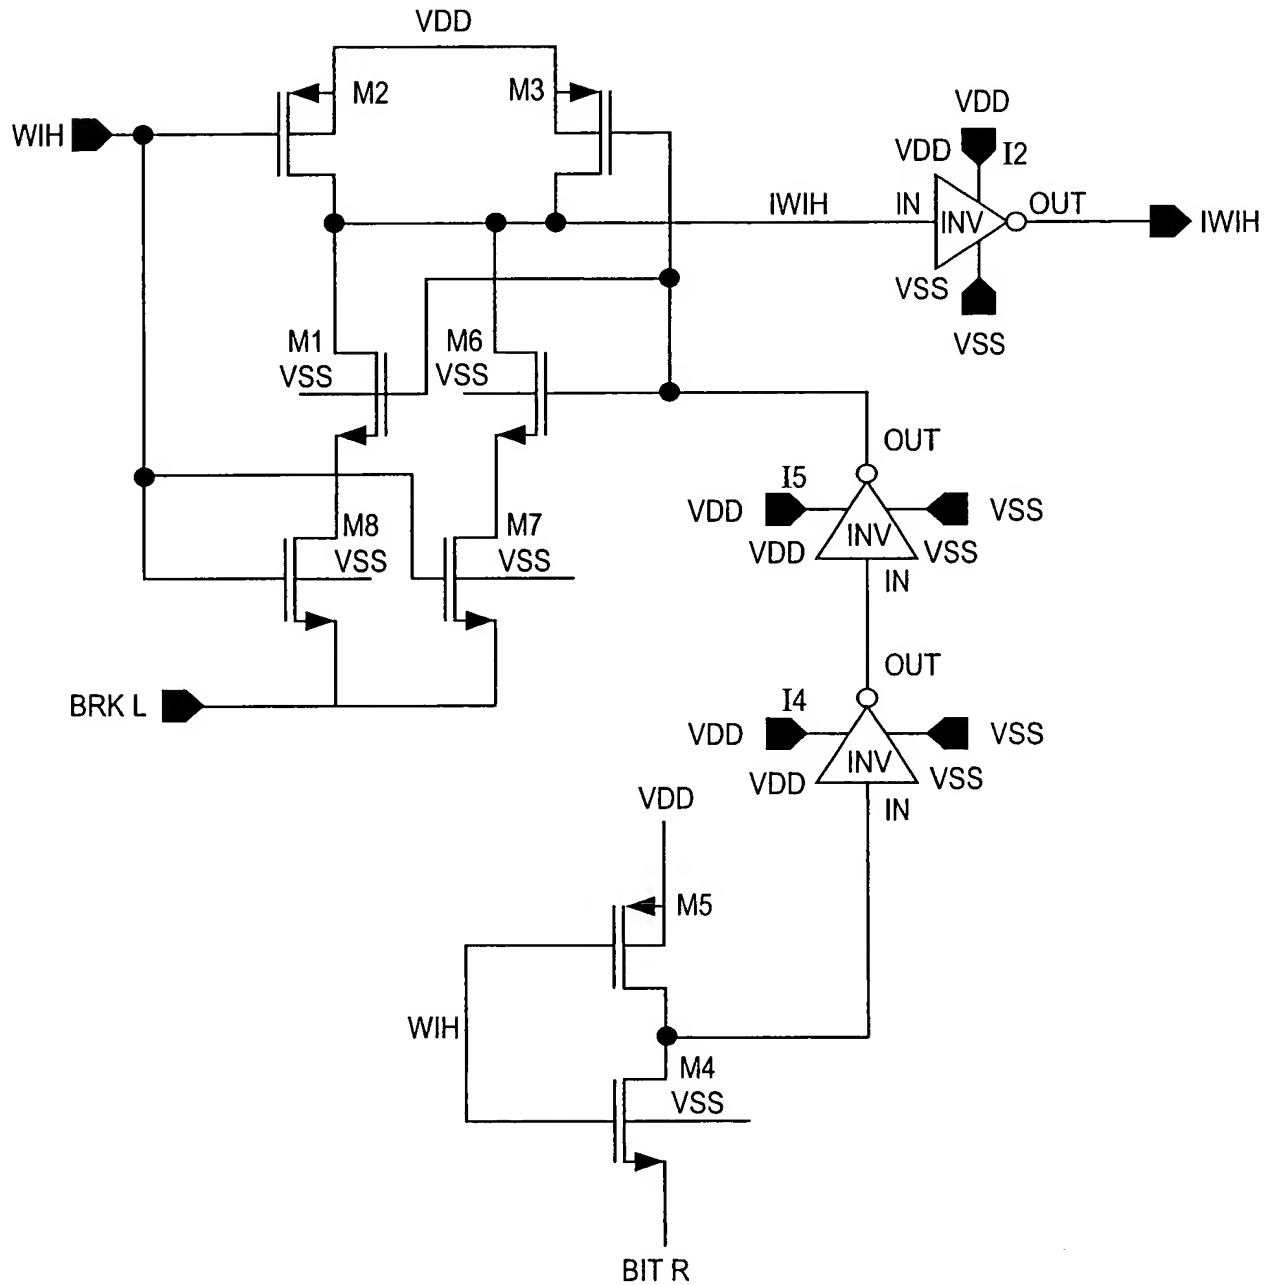 VDD
M2
M3
WIH
VDD
VDD
I2
IWIH
IN
INV
OUT
IWIH
VSS
VSS
M1
VSS
M6
VSS
OUT
I5
VDD
VSS
INV
VDD
VSS
IN
M8
VSS
M7
VSS
OUT
BRK L
I4
VDD
VSS
INV
VDD
VSS
IN
VDD
M5
WIH
M4
VSS
BIT R